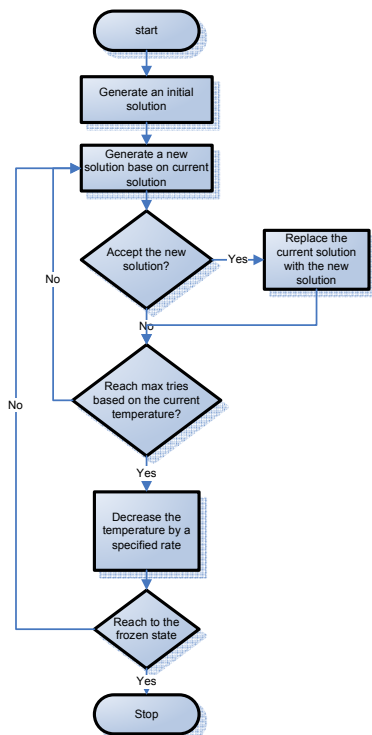 start
Generate an initial
solution
Generate a new
solution base on current
solution
Accept the new
solution?
Yes
Replace the
current solution
with the new
solution
No
No
Reach max tries
based on the current
temperature?
No
Yes
Decrease the
temperature by a
specified rate
Reach to the
frozen state
Yes
Stop